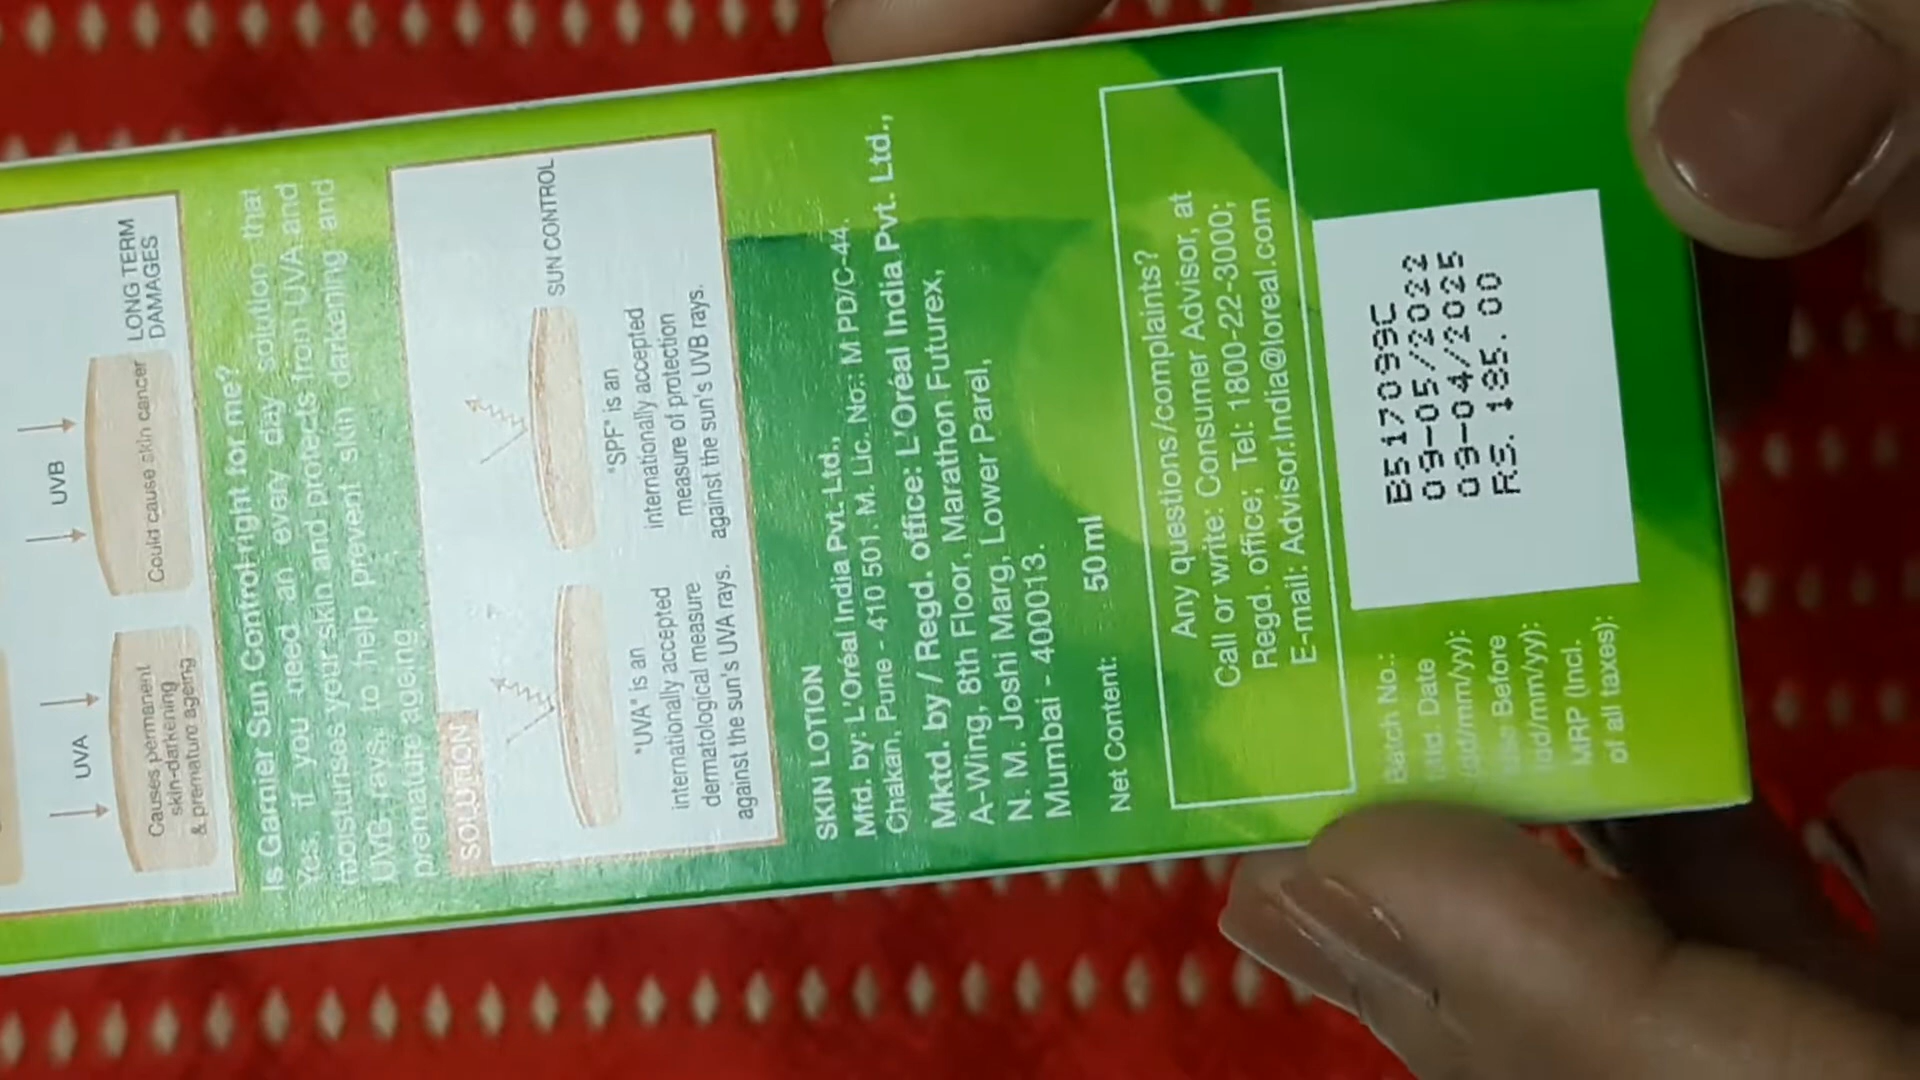 UVA
UVB
Causes permanent
skin-darkening
& premature ageing
Could cause skin cancer
LONG TERM
DAMAGES
Is Garnier Sun Control right for me?
Yes, if you need an every day solution that
moisturises your skin and protects from UVA and
UVB rays, to help prevent skin darkening and
premature ageing
SOLUTION
SUN CONTROL
"UVA" is an
internationally accepted
dermatological measure
against the sun's UVA rays.
"SPF" is an
internationally accepted
measure of protection
against the sun's UVB rays.
SKIN LOTION
Mfd. by: L'Oréal India Pvt. Ltd.,
Chakan, Pune - 410 501. M. Lic. No.: M PD/C-44.
Mktd. by / Regd. office: L'Oréal India Pvt. Ltd.,
A-Wing, 8th Floor, Marathon Futurex,
N. M. Joshi Marg, Lower Parel,
Mumbai - 400013.
Net Content: 50ml
Any questions/complaints?
Call or write: Consumer Advisor, at
Regd. office; Tel: 1800-22-3000;
E-mail: Advisor.India@loreal.com
Batch No.: B517099C
Mfd. Date
(dd/mm/yy): 09-05/2022
Use Before
(dd/mm/yy): 09-04/2025
MRP (Incl.
of all taxes): RS. 185.00